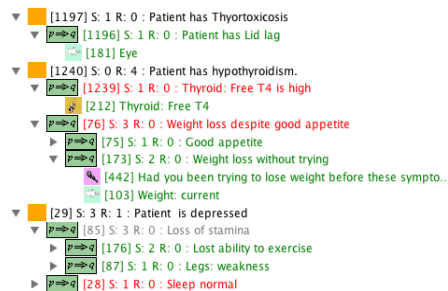 [1197] S: 1 R: 0 : Patient has Thyortoxicosis
p⇒q [1196] S: 1 R: 0 : Patient has Lid lag
[181] Eye
[1240] S: 0 R: 4 : Patient has hypothyroidism.
p⇒q [1239] S: 1 R: 0 : Thyroid: Free T4 is high
[212] Thyroid: Free T4
p⇒q [76] S: 3 R: 0 : Weight loss despite good appetite
p⇒q [75] S: 1 R: 0 : Good appetite
p⇒q [173] S: 2 R: 0 : Weight loss without trying
[442] Had you been trying to lose weight before these sympto..
[103] Weight: current
[29] S: 3 R: 1 : Patient is depressed
p⇒q [85] S: 3 R: 0 : Loss of stamina
p⇒q [176] S: 2 R: 0 : Lost ability to exercise
p⇒q [87] S: 1 R: 0 : Legs: weakness
p⇒q [28] S: 1 R: 0 : Sleep normal